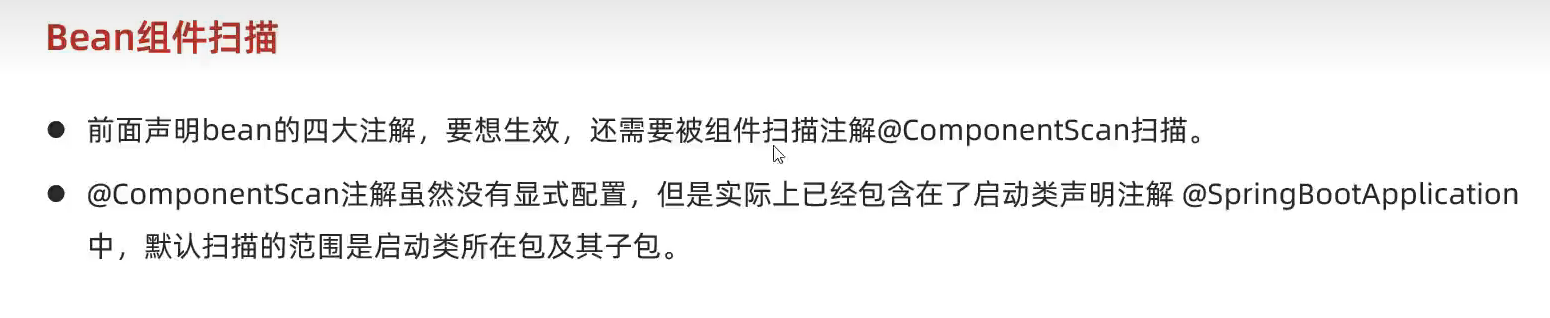 Bean组件扫描
● 前面声明bean的四大注解，要想生效，还需要被组件扫描注解@ComponentScan扫描。
● @ComponentScan注解虽然没有显式配置，但是实际上已经包含在了启动类声明注解 @SpringBootApplication
中，默认扫描的范围是启动类所在包及其子包。